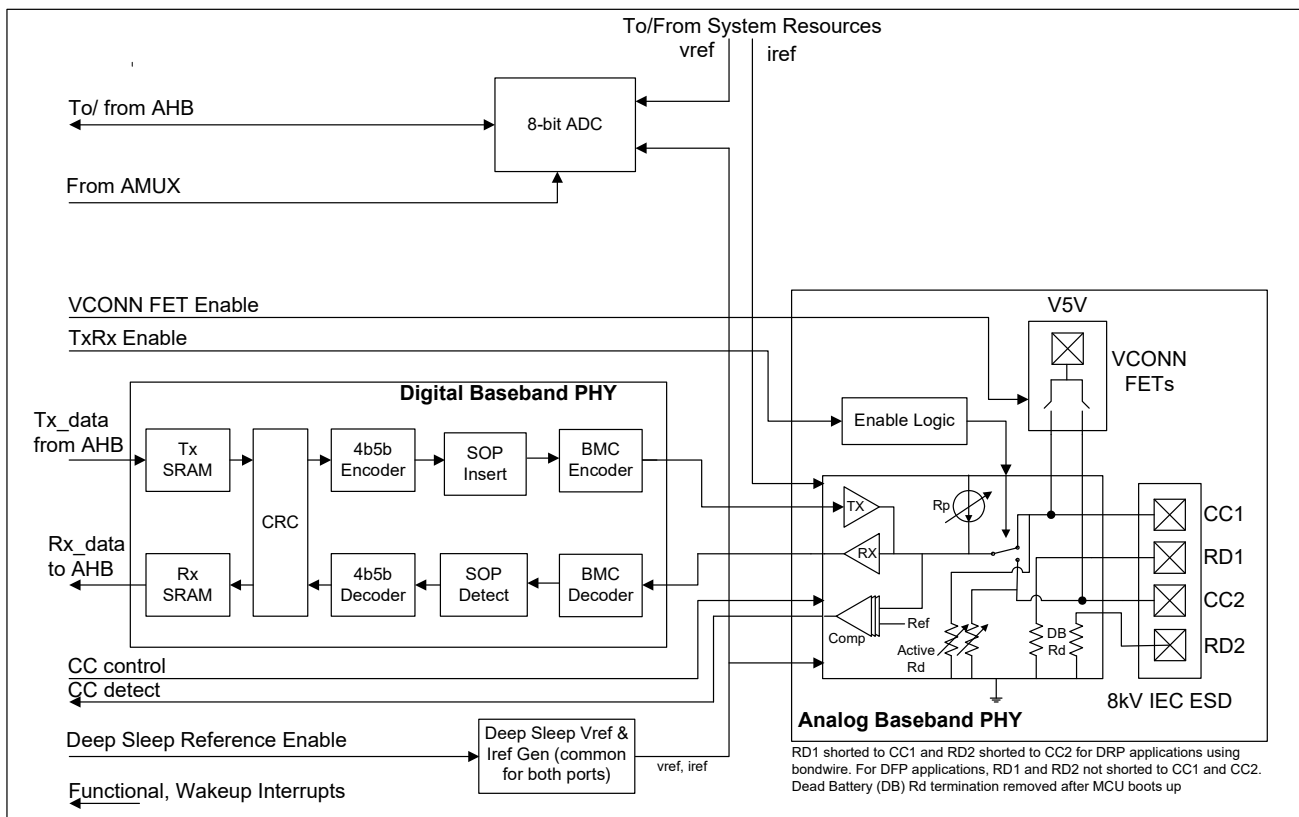 To/From System Resources
vref
iref
To/ from AHB
8-bit ADC
From AMUX
VCONN FET Enable
TxRx Enable
V5V
VCONN
FETs
Digital Baseband PHY
Enable Logic
Tx_data
from AHB
Tx
SRAM
CRC
4b5b
Encoder
SOP
Insert
BMC
Encoder
TX
Rp
CC1
Rx_data
to AHB
Rx
SRAM
4b5b
Decoder
SOP
Detect
BMC
Decoder
RX
RD1
CC2
Comp
Ref
Active
Rd
DB
Rd
RD2
CC control
CC detect
8kV IEC ESD
Analog Baseband PHY
Deep Sleep Reference Enable
Deep Sleep Vref &
Iref Gen (common
for both ports)
vref, iref
RD1 shorted to CC1 and RD2 shorted to CC2 for DRP applications using
bondwire. For DFP applications, RD1 and RD2 not shorted to CC1 and CC2.
Dead Battery (DB) Rd termination removed after MCU boots up
Functional, Wakeup Interrupts